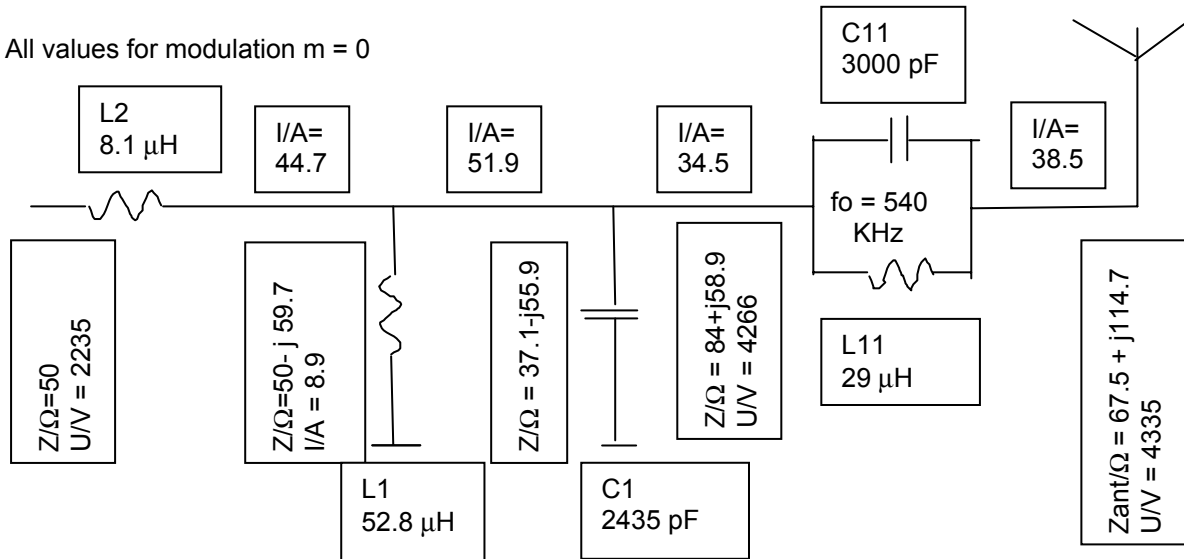 All values for modulation m = 0
C11
3000 pF
L2
8.1 μH
I/A=
44.7
I/A=
51.9
I/A=
34.5
I/A=
38.5
fo = 540
KHz
Z/Ω=50
U/V = 2235
Z/Ω=50- j 59.7
I/A = 8.9
Z/Ω = 37.1-j55.9
Z/Ω = 84+j58.9
U/V = 4266
L11
29 μH
Zant/Ω = 67.5 + j114.7
U/V = 4335
L1
52.8 μH
C1
2435 pF